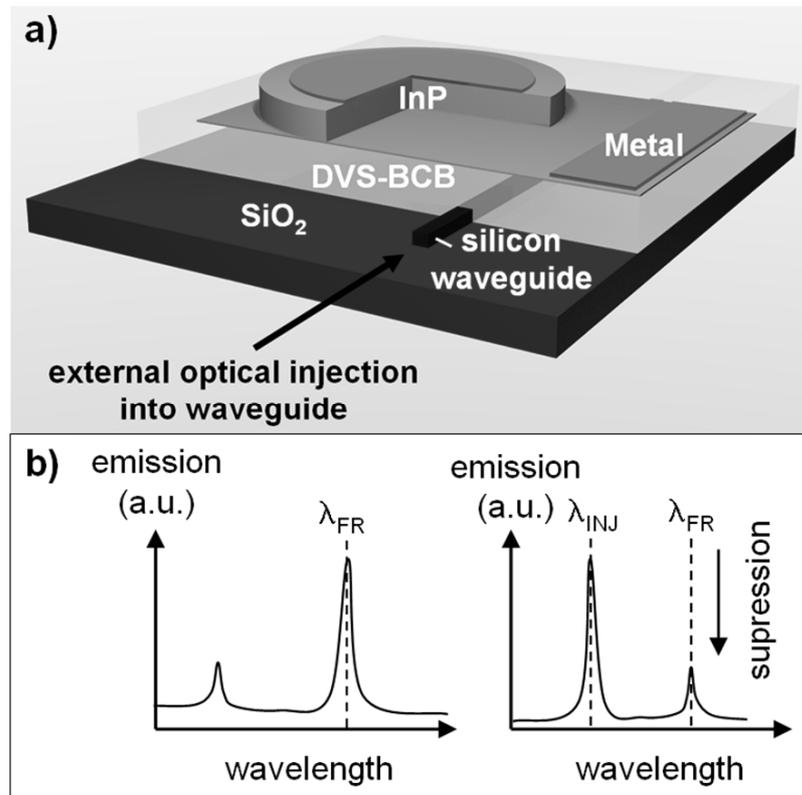 a)
InP
Metal
DVS-BCB
SiO₂
silicon
waveguide
external optical injection
into waveguide
b)
emission
(a.u.)
λFR
wavelength
emission
(a.u.)
λINJ
λFR
supression
wavelength